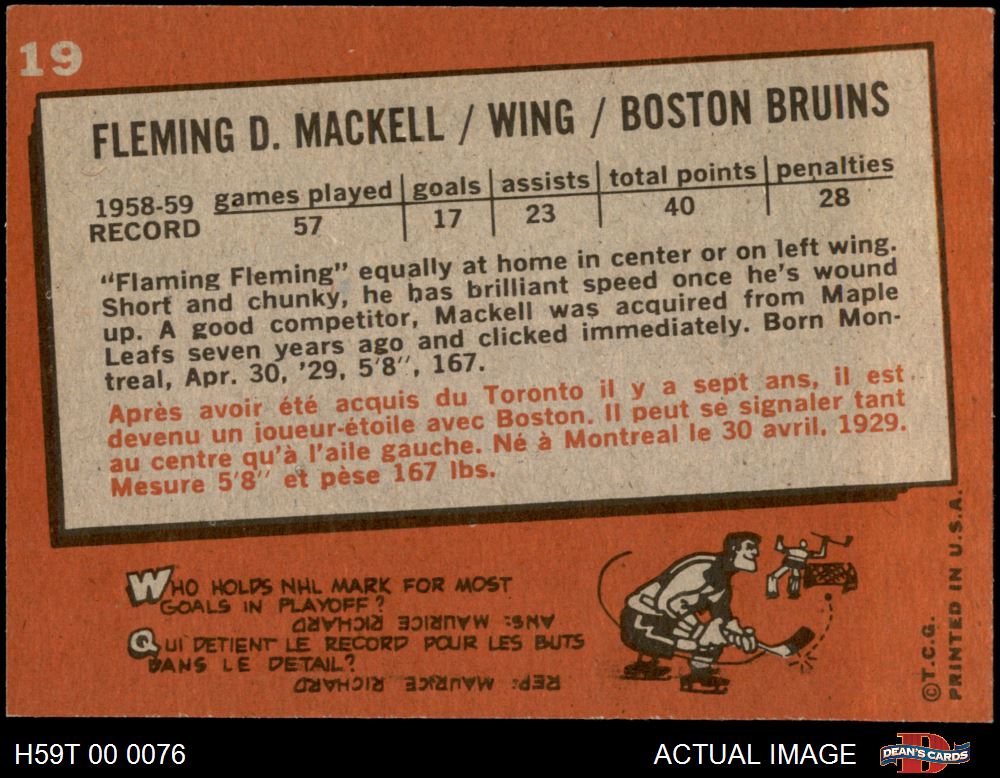 19
FLEMING D. MACKELL / WING / BOSTON BRUINS
1958-59 RECORD
games played | goals | assists | total points | penalties
57 17 23 40 28
“Flaming Fleming” equally at home in center or on left wing.
Short and chunky, he has brilliant speed once he's wound
up. A good competitor, Mackell was acquired from Maple
Leafs seven years ago and clicked immediately. Born Mon-
treal, Apr. 30, '29, 5'8", 167.
Après avoir été acquis du Toronto il y a sept ans, il est
devenu un joueur-étoile avec Boston. Il peut se signaler tant
au centre qu'à l'aile gauche. Né à Montreal le 30 avril, 1929.
Mesure 5'8" et pèse 167 lbs.
WHO HOLDS NHL MARK FOR MOST
GOALS IN PLAYOFF?
ANS: MAURICE RICHARD
QUI DETIENT LE RECORD POUR LES BUTS
DANS LE DETAIL?
REP: MAURICE RICHARD
©T.C.G.
PRINTED IN U.S.A.
H59T 00 0076
ACTUAL IMAGE
DEAN'S CARDS